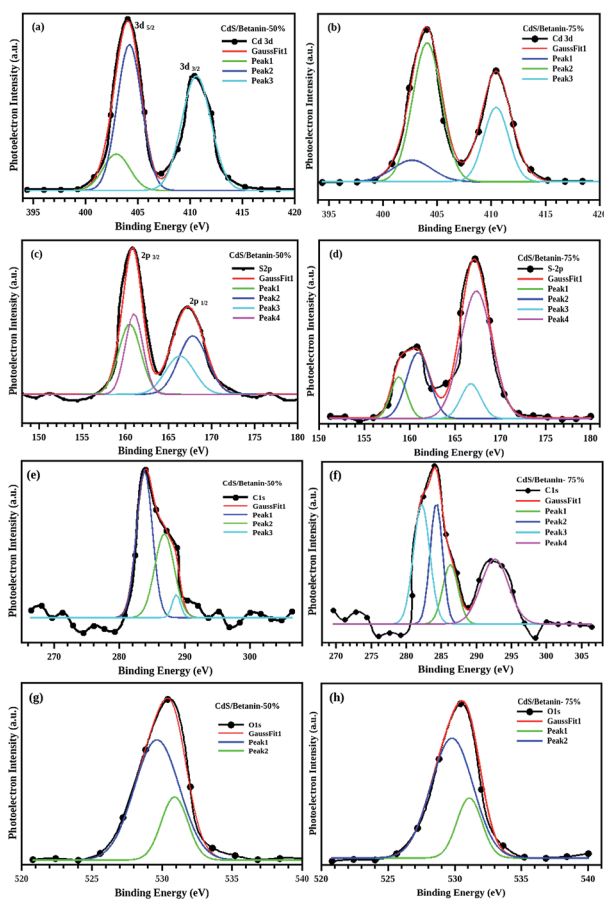 (a)
3d 5/2
3d 3/2
CdS/Betanin-50%
Cd 3d
GaussFit1
Peak1
Peak2
Peak3
Photoelectron Intensity (a.u.)
395 400 405 410 415 420
Binding Energy (eV)
(b)
CdS/Betanin-75%
Cd 3d
GaussFit1
Peak1
Peak2
Peak3
Photoelectron Intensity (a.u.)
395 400 405 410 415 420
Binding Energy (eV)
(c)
2p 3/2
2p 1/2
CdS/Betanin-50%
S2p
GaussFit1
Peak1
Peak2
Peak3
Peak4
Photoelectron Intensity (a.u.)
150 155 160 165 170 175 180
Binding Energy (eV)
(d)
CdS/Betanin-75%
S-2p
GaussFit1
Peak1
Peak2
Peak3
Peak4
Photoelectron Intensity (a.u.)
150 155 160 165 170 175 180
Binding Energy (eV)
(e)
CdS/Betanin-50%
C1s
GaussFit1
Peak1
Peak2
Peak3
Photoelectron Intensity (a.u.)
270 280 290 300
Binding Energy (eV)
(f)
CdS/Betanin- 75%
C1s
GaussFit1
Peak1
Peak2
Peak3
Peak4
Photoelectron Intensity (a.u.)
270 275 280 285 290 295 300 305
Binding Energy (eV)
(g)
CdS/Betanin-50%
O1s
GaussFit1
Peak1
Peak2
Photoelectron Intensity (a.u.)
520 525 530 535 540
Binding Energy (eV)
(h)
CdS/Betanin- 75%
O1s
GaussFit1
Peak1
Peak2
Photoelectron Intensity (a.u.)
520 525 530 535 540
Binding Energy (eV)